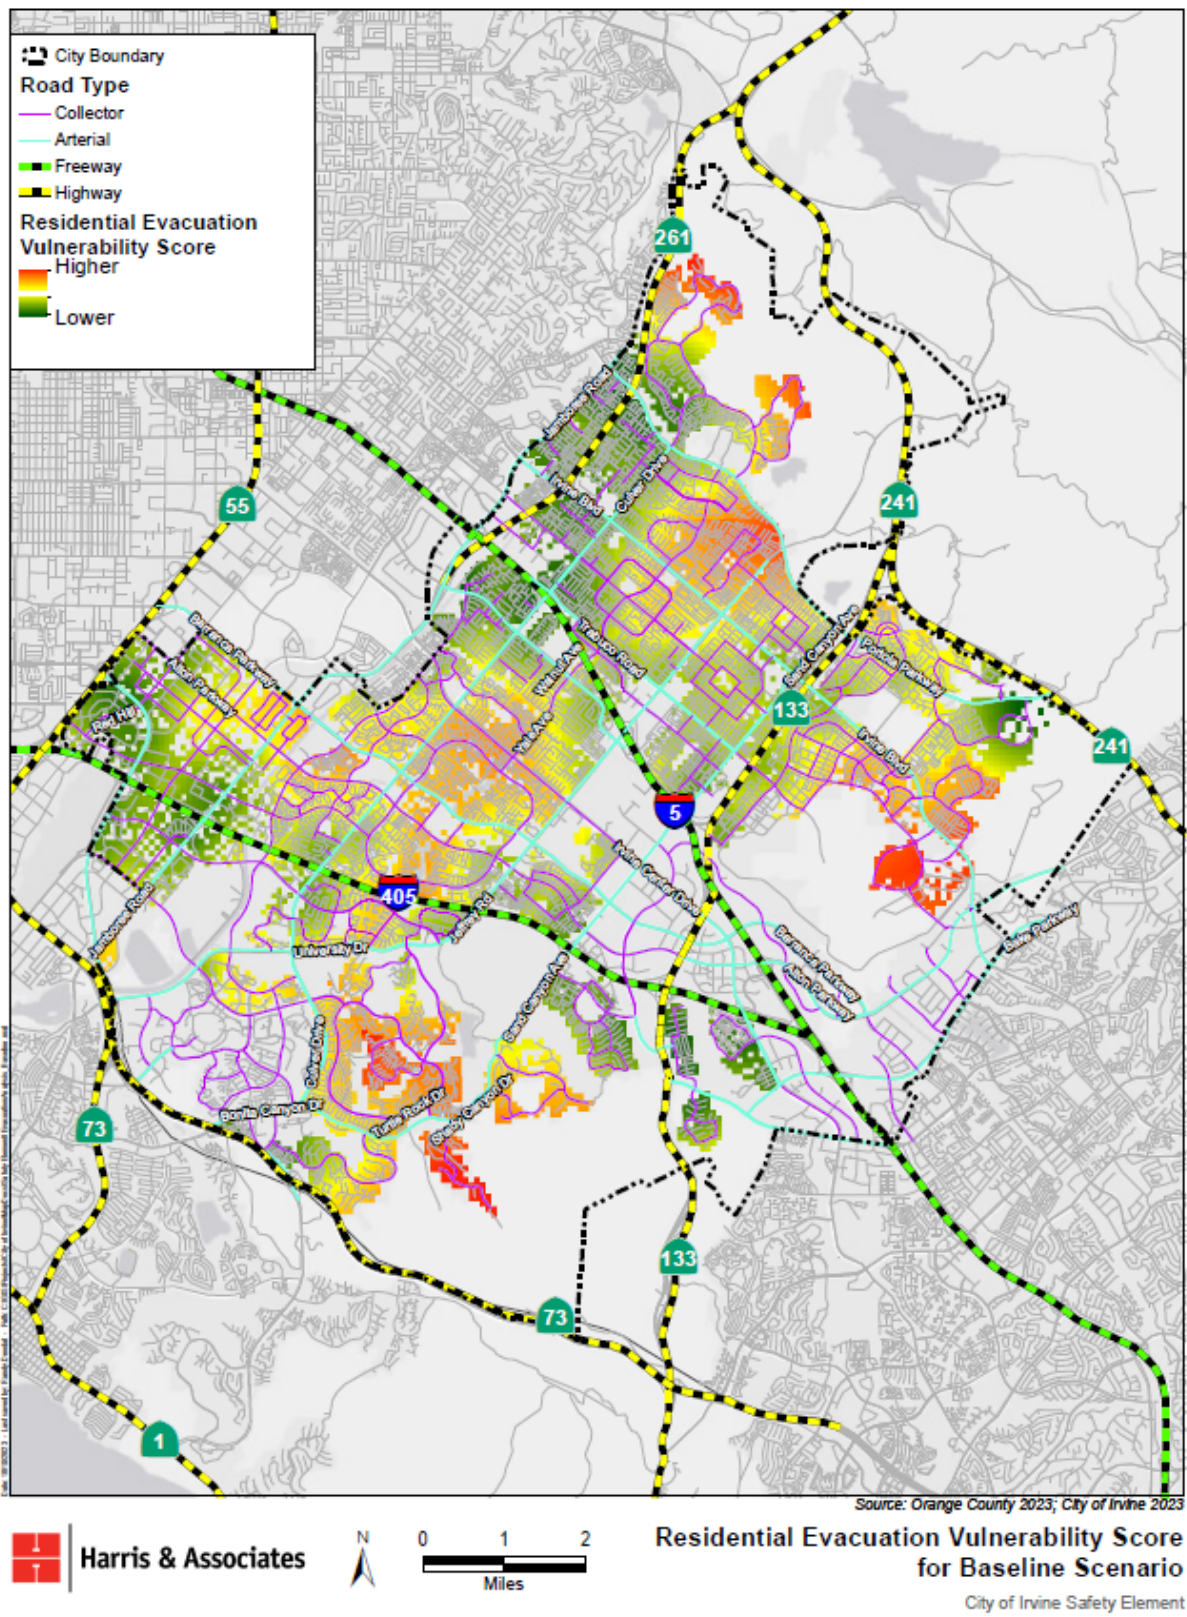 City Boundary
Road Type
Collector
Arterial
Freeway
Highway
Residential Evacuation
Vulnerability Score
Higher
Lower
261
241
55
Jamboree Road
Irvine Blvd
Culver Drive
Barranca Parkway
Alton Parkway
Red Hill
Trabuco Road
Walnut Ave
Yale Ave
Sand Canyon Ave
Portola Parkway
133
Irvine Blvd
241
5
405
Irvine Center Drive
Jeffrey Rd
University Dr
Jamboree Road
Barranca Parkway
Alton Parkway
Bake Parkway
Sand Canyon Ave
Culver Drive
Bonita Canyon Dr
Turtle Rock Dr
Shady Canyon Dr
73
133
73
1
Source: Orange County 2023; City of Irvine 2023
Harris & Associates
N
0 1 2
Miles
Residential Evacuation Vulnerability Score
for Baseline Scenario
City of Irvine Safety Element